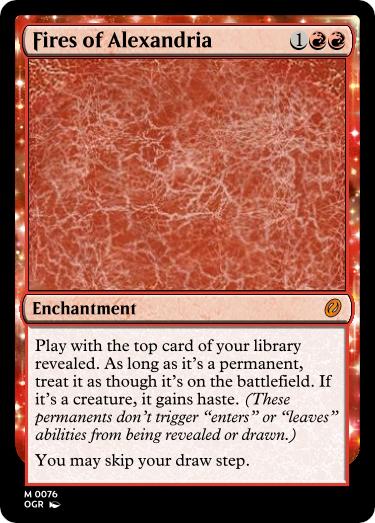 Fires of Alexandria 1
Enchantment
Play with the top card of your library
revealed. As long as it's a permanent,
treat it as though it's on the battlefield. If
it's a creature, it gains haste. (These
permanents don't trigger “enters” or “leaves”
abilities from being revealed or drawn.)
You may skip your draw step.
M 0076
OGR